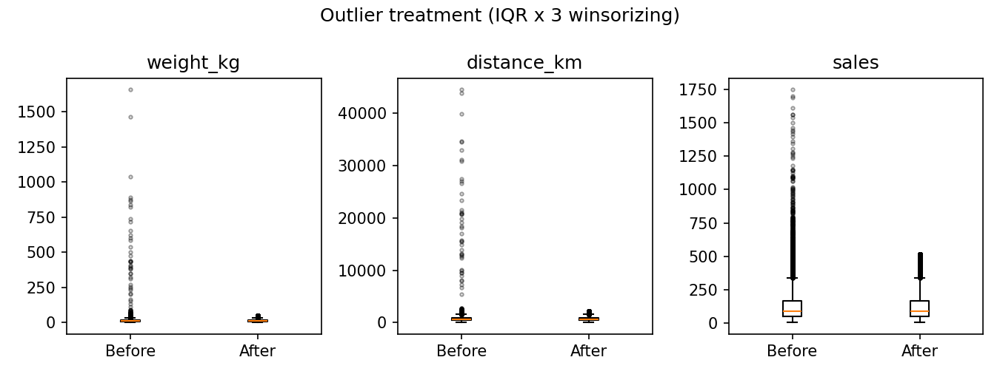 Outlier treatment (IQR x 3 winsorizing)
weight_kg
1500
1250
1000
750
500
250
0
Before After
distance_km
40000
30000
20000
10000
0
Before After
sales
1750
1500
1250
1000
750
500
250
0
Before After